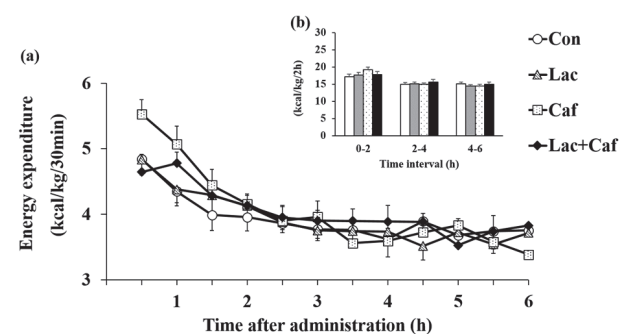 (a)
Energy expenditure
(kcal/kg/30min)
6
5
4
3
1
2
3
4
5
6
Time after administration (h)
(b)
(kcal/kg/2h)
30
25
20
15
10
5
0
0-2
2-4
4-6
Time interval (h)
Con
Lac
Caf
Lac+Caf